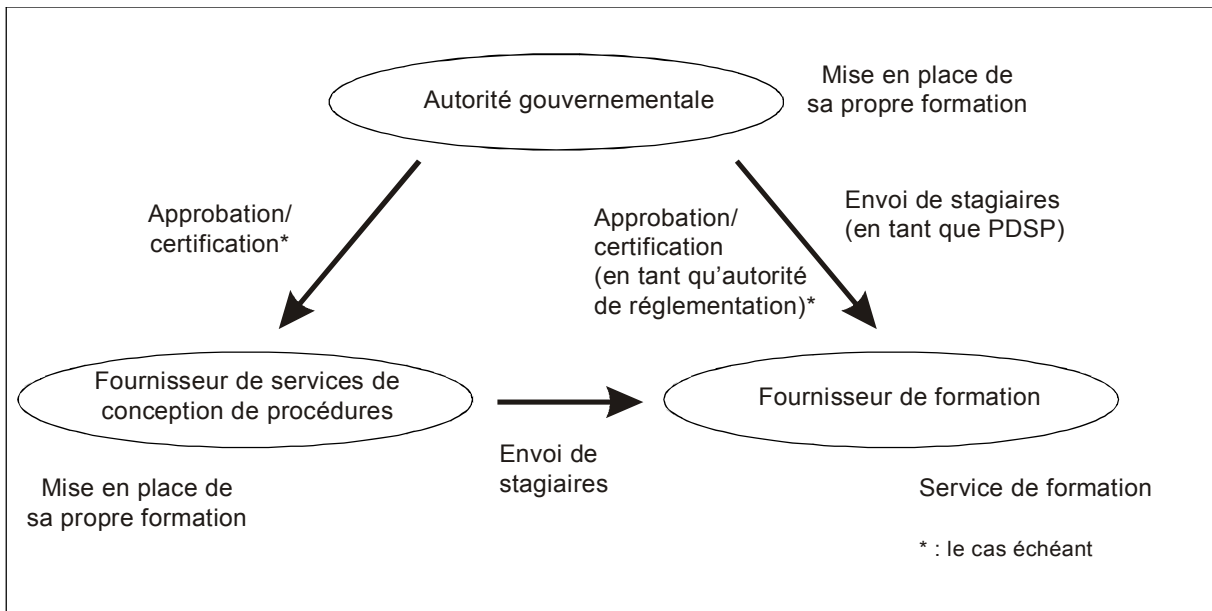 Autorité gouvernementale
Mise en place de
sa propre formation
Approbation/
certification*
Approbation/
certification
(en tant qu’autorité
de réglementation)*
Envoi de stagiaires
(en tant que PDSP)
Fournisseur de services de
conception de procédures
Fournisseur de formation
Envoi de
stagiaires
Mise en place de
sa propre formation
Service de formation
* : le cas échéant